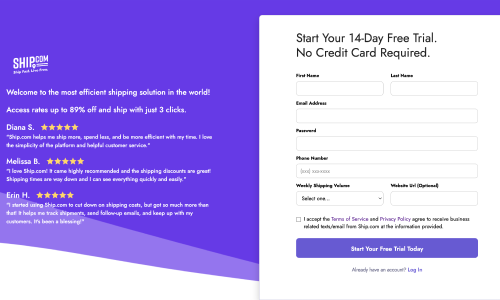 SHIP.COM
Ship Fast. Live Free.
Welcome to the most efficient shipping solution in the world!
Access rates up to 89% off and ship with just 3 clicks.
Diana S.
"Ship.com helps me ship more, spend less, and be more efficient with my time. I love
the simplicity of the platform and helpful customer service."
Melissa B.
"I love Ship.com! It came highly recommended and the shipping discounts are great!
Shipping times are way down and I can see everything quickly and easily."
Erin H.
"I started using Ship.com to cut down on shipping costs, but got so much more than
that! It helps me track shipments, send follow-up emails, and keep up with my
customers. It's been a blessing!"
Start Your 14-Day Free Trial.
No Credit Card Required.
First Name
Last Name
Email Address
Password
Phone Number
(xxx) xxxxxxx
Weekly Shipping Volume
Website Url (Optional)
Select one...
I accept the Terms of Service and Privacy Policy agree to receive business
related texts/email from Ship.com at the information provided.
Start Your Free Trial Today
Already have an account? Log In